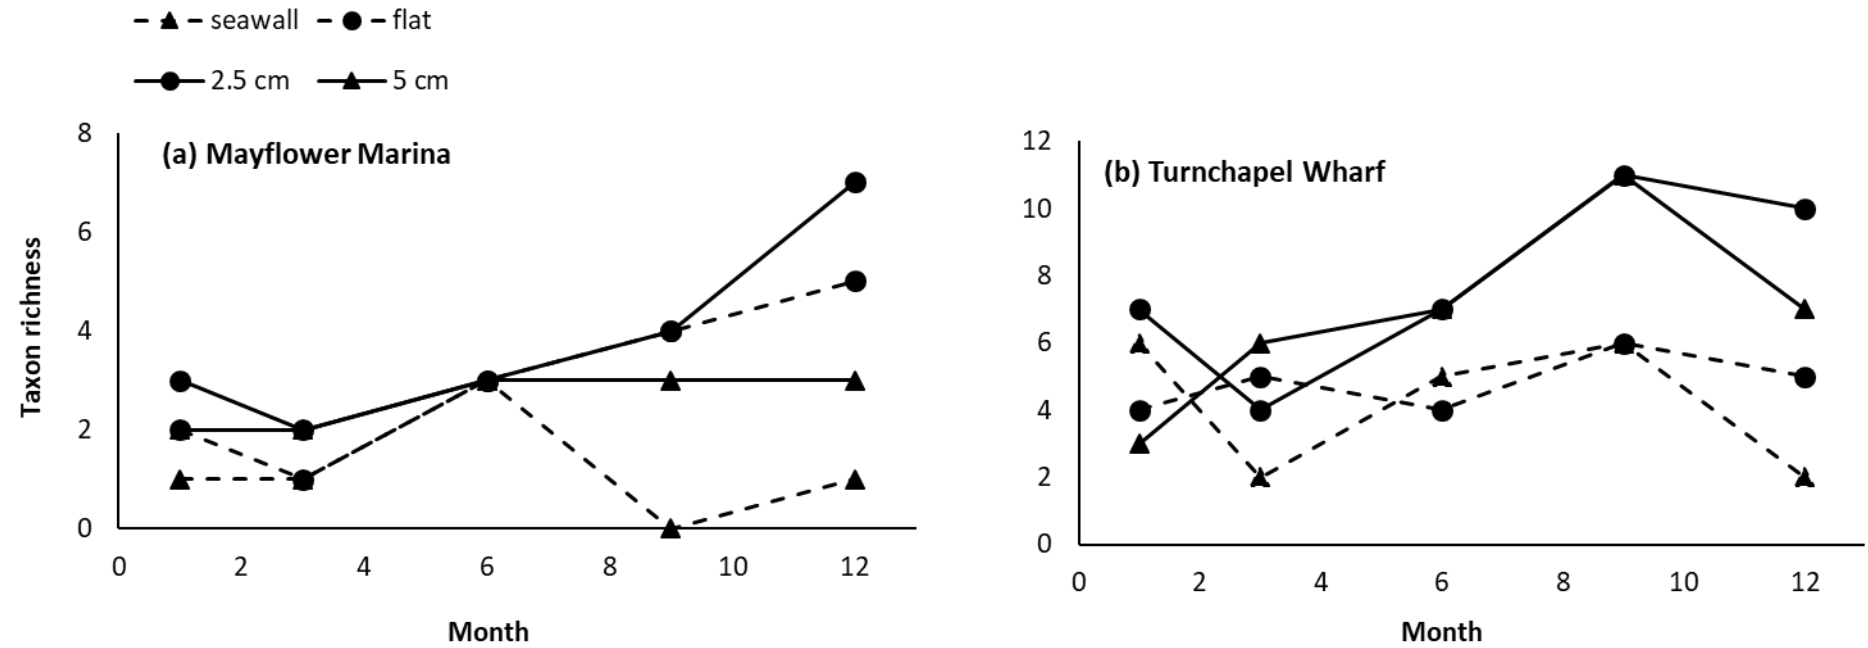 seawall flat
2.5 cm 5 cm
(a) Mayflower Marina
8
6
4
2
0
Taxon richness
0 2 4 6 8 10 12
Month
(b) Turnchapel Wharf
12
10
8
6
4
2
0
0 2 4 6 8 10 12
Month